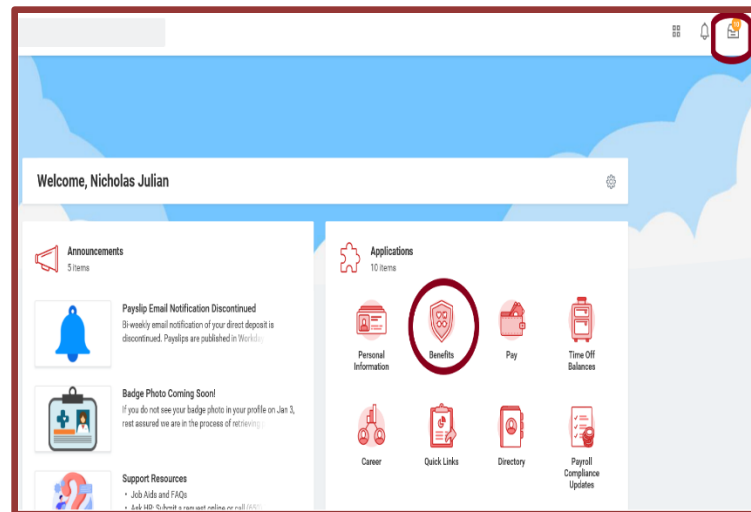 Welcome, Nicholas Julian
Announcements
5 items
Payslip Email Notification Discontinued
Bi-weekly email notification of your direct deposit is
discontinued. Payslips are published in Workday
Badge Photo Coming Soon!
If you do not see your badge photo in your profile on Jan 3,
rest assured we are in the process of retrieving
Support Resources
• Job Aids and FAQs
• Ask HR: Submit a request online or call (650)
Applications
10 items
Personal
Information
Benefits
Pay
Time Off
Balances
Career
Quick Links
Directory
Payroll
Compliance
Updates